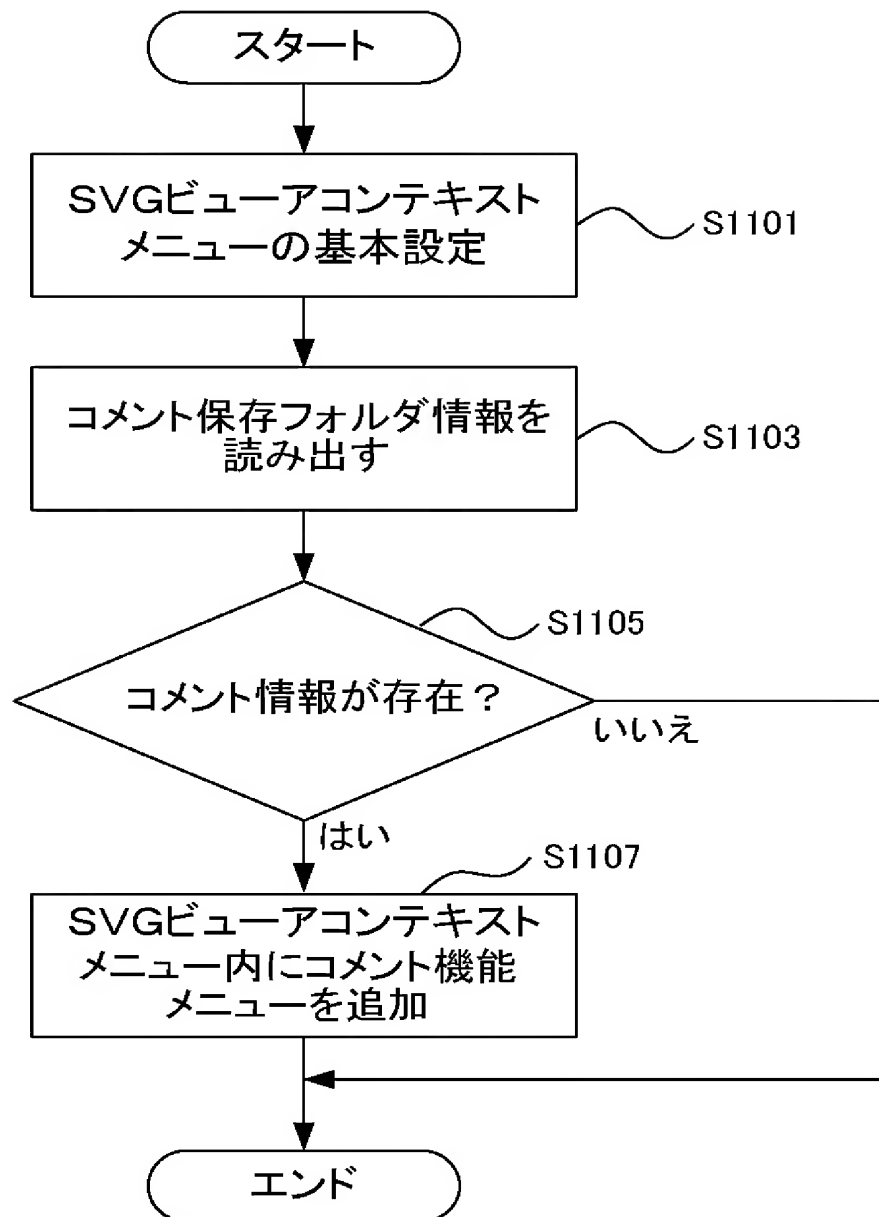 スタート
SVGビューアコンテキスト
メニューの基本設定
S1101
コメント保存フォルダ情報を
読み出す
S1103
S1105
コメント情報が存在？
いいえ
はい
S1107
SVGビューアコンテキスト
メニュー内にコメント機能
メニューを追加
エンド